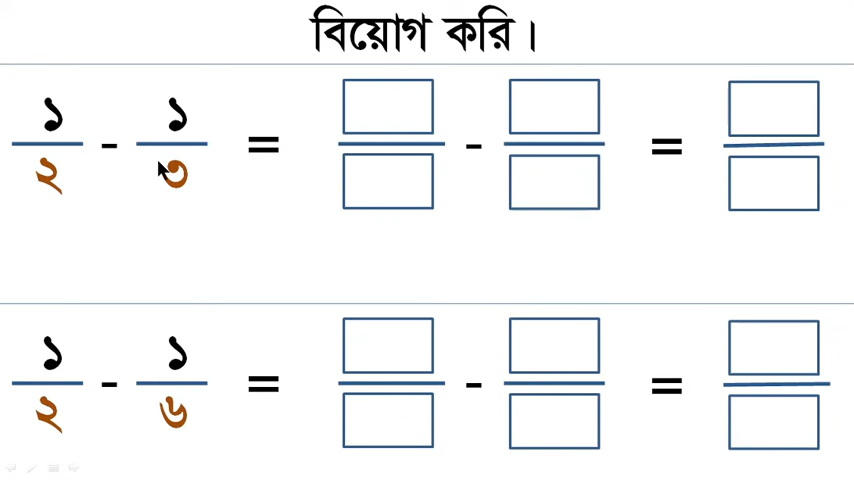 বিয়োগ করি।
১/২ - ১/৩ = - =
১/২ - ১/৬ = - =